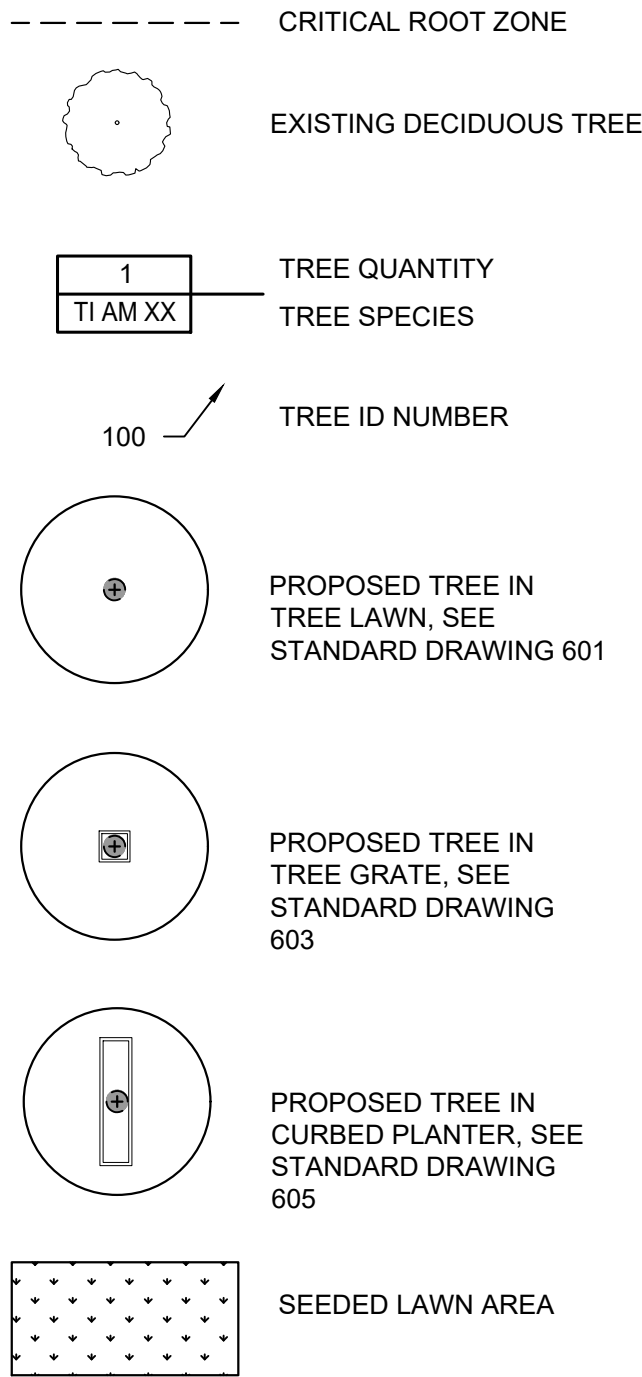 CRITICAL ROOT ZONE
EXISTING DECIDUOUS TREE
1
TI AM XX
TREE QUANTITY
TREE SPECIES
100
TREE ID NUMBER
PROPOSED TREE IN
TREE LAWN, SEE
STANDARD DRAWING 601
PROPOSED TREE IN
TREE GRATE, SEE
STANDARD DRAWING
603
PROPOSED TREE IN
CURBED PLANTER, SEE
STANDARD DRAWING
605
SEEDED LAWN AREA